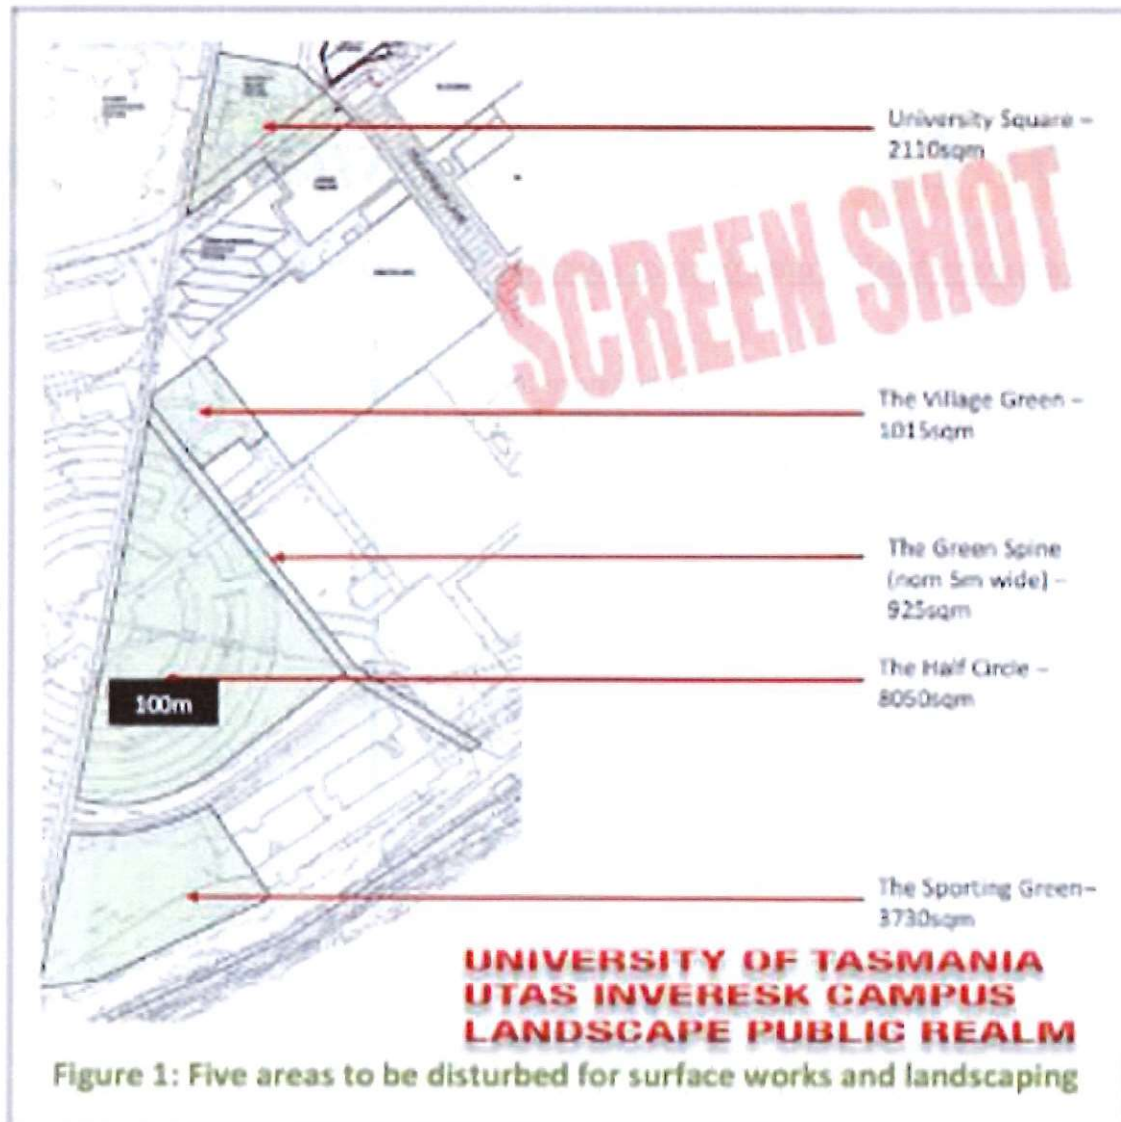 University Square –
2110sqm
SCREEN SHOT
The Village Green –
1015sqm
The Green Spine
(nom 5m wide) –
925sqm
The Half Circle –
8050sqm
100m
The Sporting Green–
3730sqm
UNIVERSITY OF TASMANIA
UTAS INVERESK CAMPUS
LANDSCAPE PUBLIC REALM
Figure 1: Five areas to be disturbed for surface works and landscaping